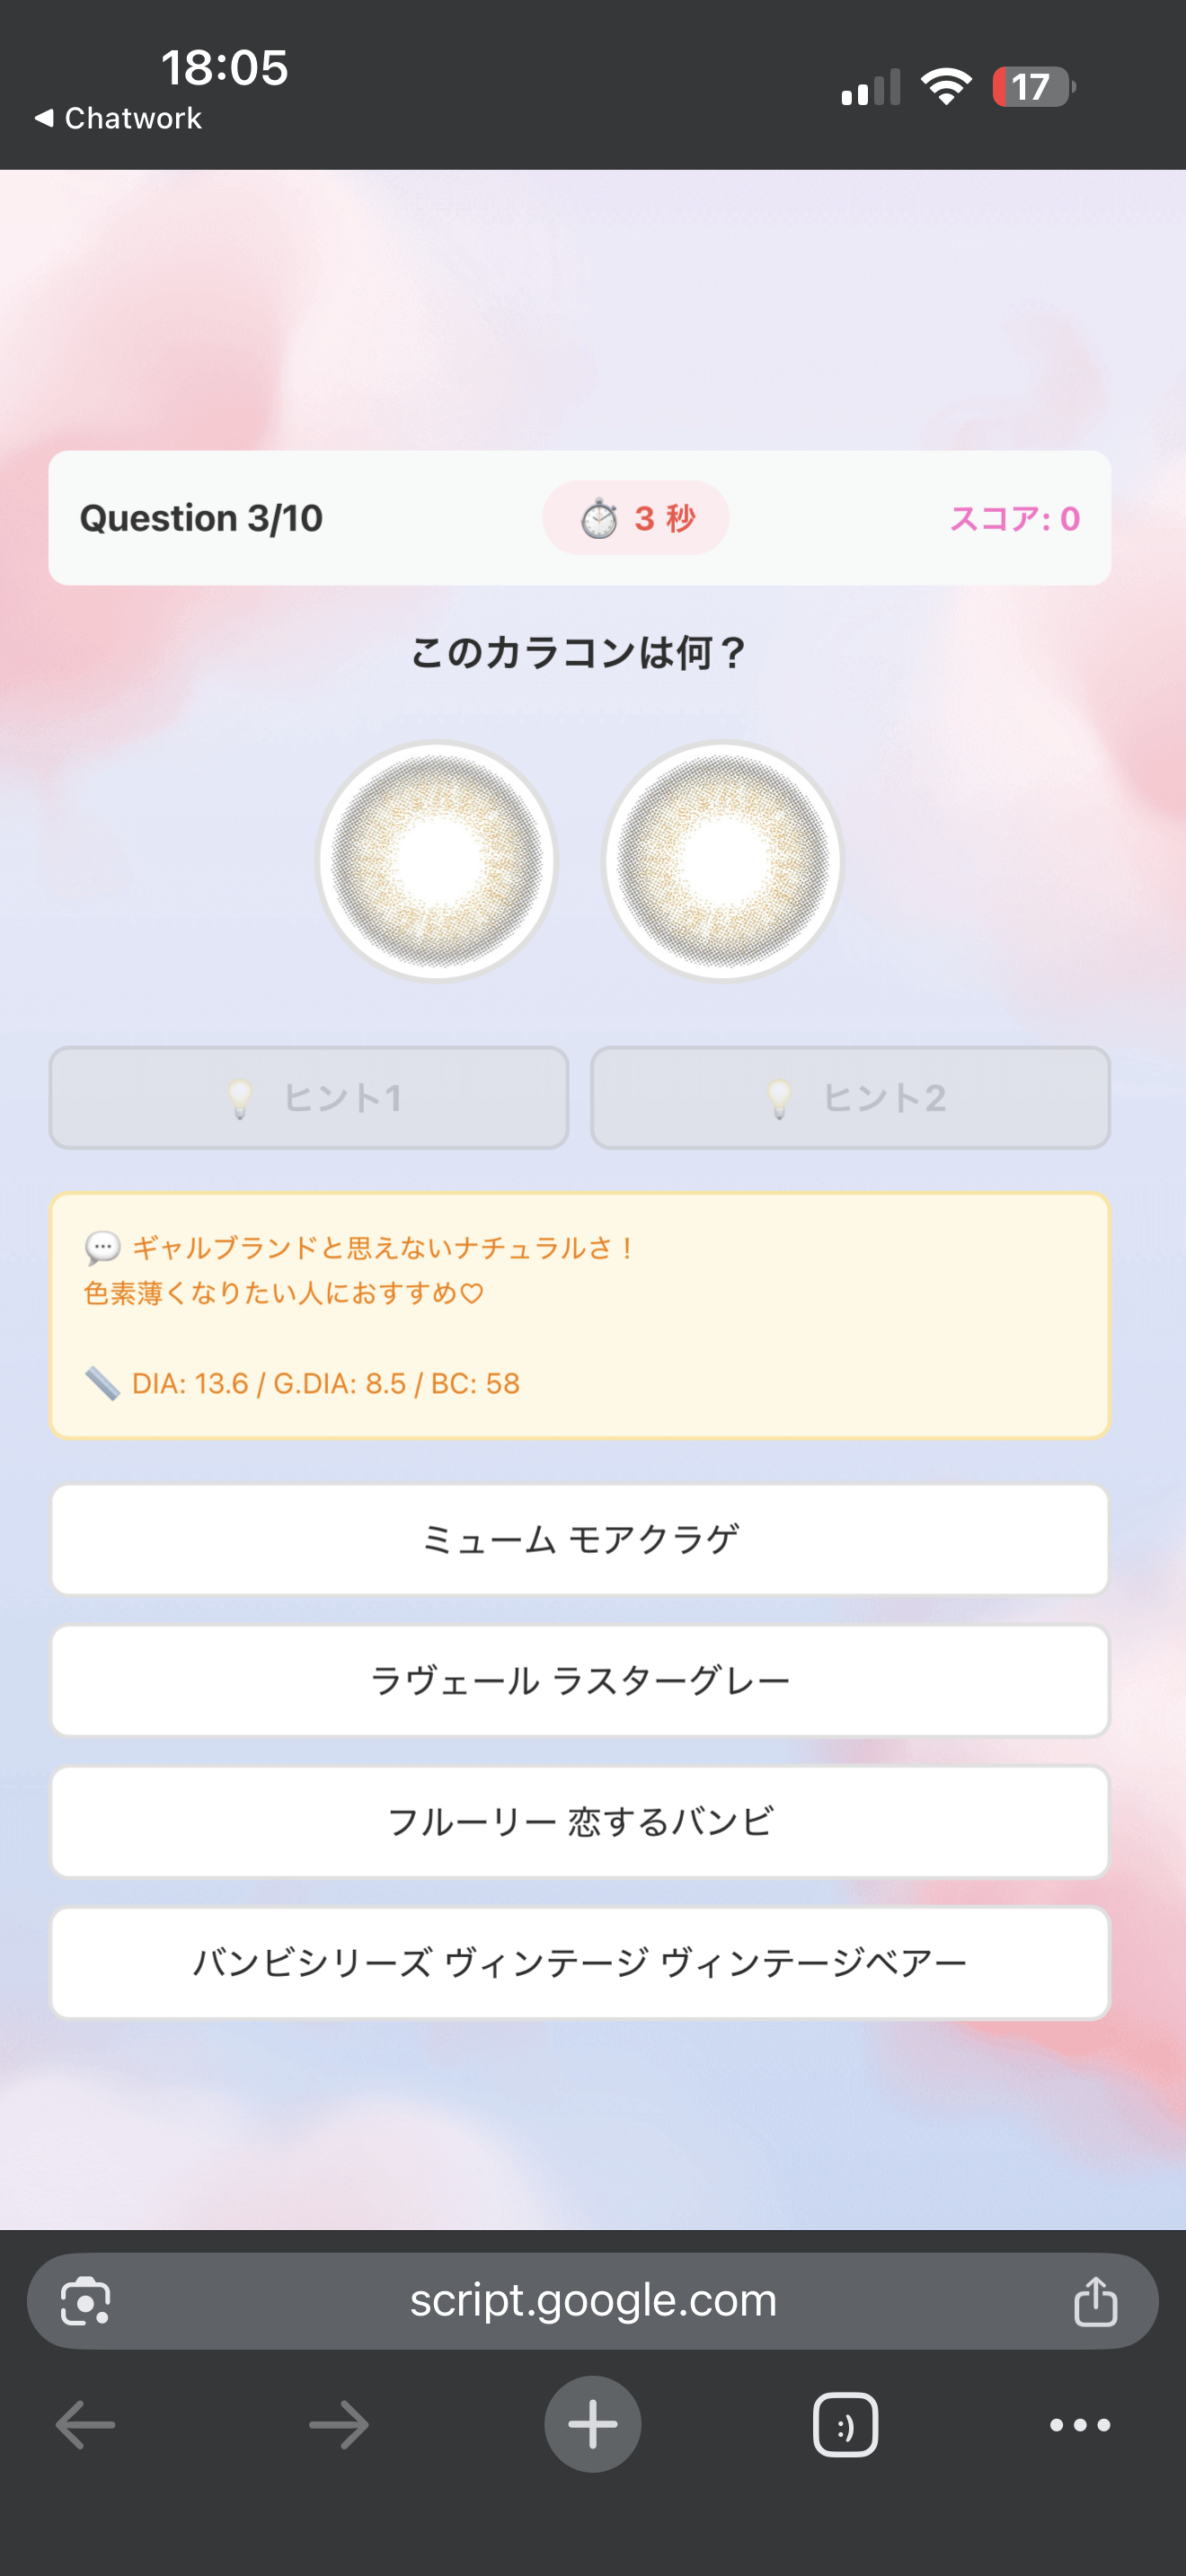 18:05
17
◀ Chatwork
Question 3/10
3 秒
スコア: 0
このカラコンは何？
ヒント1
ヒント2
ギャルブランドと思えないナチュラルさ！
色素薄くなりたい人におすすめ♡
DIA: 13.6 / G.DIA: 8.5 / BC: 58
ミューム モアクラゲ
ラヴェール ラスターグレー
フルーリー 恋するバンビ
バンビシリーズ ヴィンテージ ヴィンテージベアー
script.google.com
:)